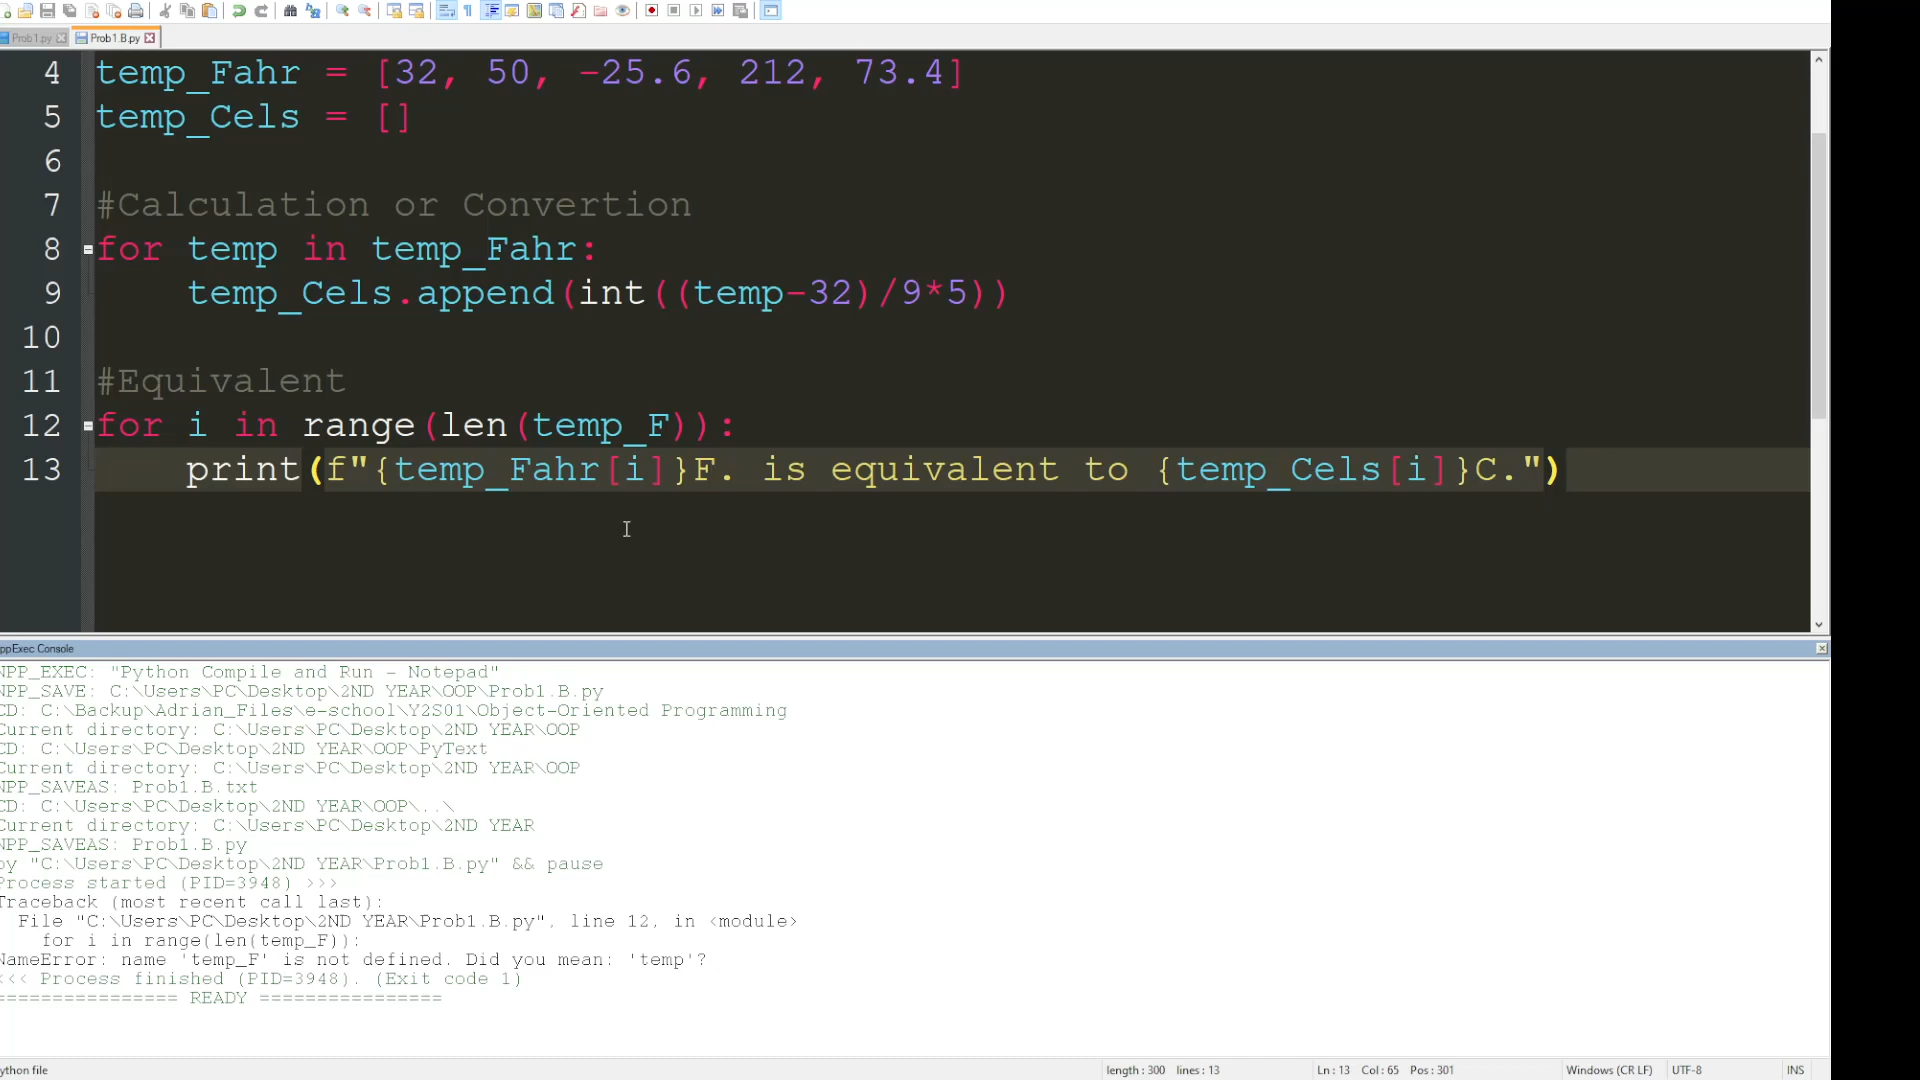 Prob1.py
Prob1.B.py
4 temp_Fahr = [32, 50, -25.6, 212, 73.4]
5 temp_Cels = []
6
7 #Calculation or Convertion
8 for temp in temp_Fahr:
9 temp_Cels.append(int((temp-32)/9*5))
10
11 #Equivalent
12 for i in range(len(temp_F)):
13 print(f"{temp_Fahr[i]}F. is equivalent to {temp_Cels[i]}C.")
ppExec Console
NPP_EXEC: "Python Compile and Run - Notepad"
NPP_SAVE: C:\Users\PC\Desktop\2ND YEAR\OOP\Prob1.B.py
CD: C:\Backup\Adrian_Files\e-school\Y2S01\Object-Oriented Programming
Current directory: C:\Users\PC\Desktop\2ND YEAR\OOP
CD: C:\Users\PC\Desktop\2ND YEAR\OOP\PyText
Current directory: C:\Users\PC\Desktop\2ND YEAR\OOP
NPP_SAVEAS: Prob1.B.txt
CD: C:\Users\PC\Desktop\2ND YEAR\OOP\..\
Current directory: C:\Users\PC\Desktop\2ND YEAR
NPP_SAVEAS: Prob1.B.py
py "C:\Users\PC\Desktop\2ND YEAR\Prob1.B.py" && pause
Process started (PID=3948) >>>
Traceback (most recent call last):
File "C:\Users\PC\Desktop\2ND YEAR\Prob1.B.py", line 12, in <module>
for i in range(len(temp_F)):
NameError: name 'temp_F' is not defined. Did you mean: 'temp'?
<<< Process finished (PID=3948). (Exit code 1)
================ READY ================
ython file
length : 300 lines : 13
Ln : 13 Col : 65 Pos : 301
Windows (CR LF)
UTF-8
INS